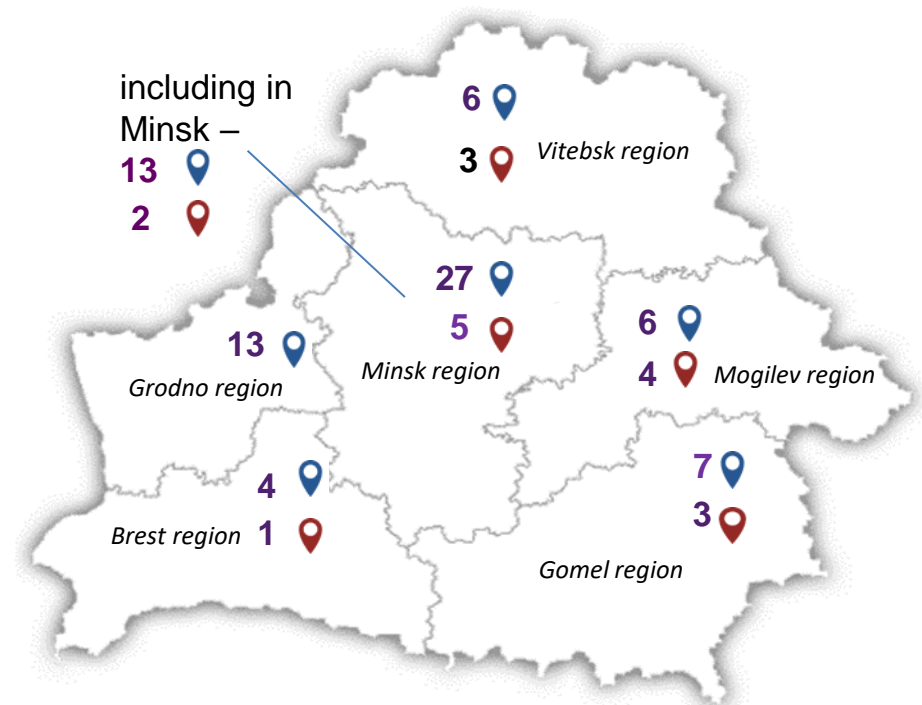 including in
Minsk –
13
2
6
3
Vitebsk region
27
5
Minsk region
13
Grodno region
6
4
Mogilev region
4
1
Brest region
7
3
Gomel region